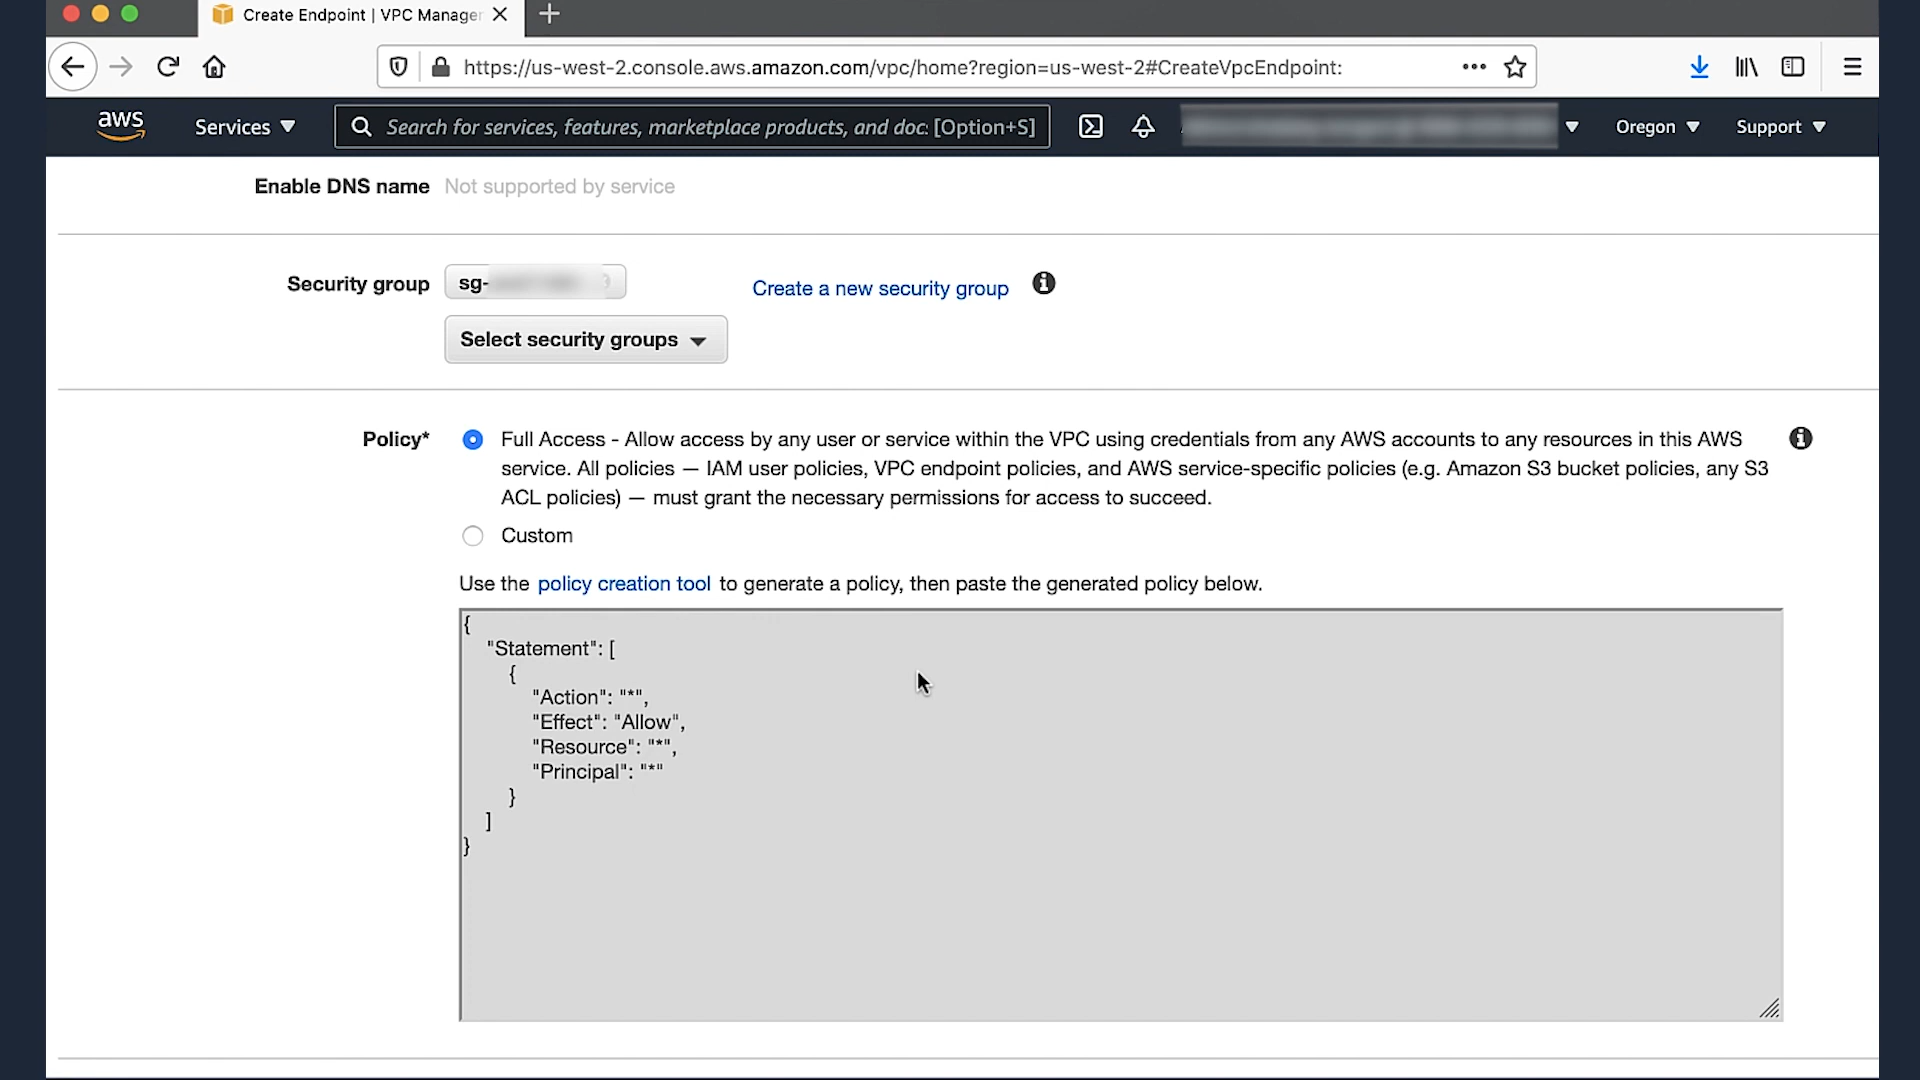 Create Endpoint | VPC Manager
https://us-west-2.console.aws.amazon.com/vpc/home?region=us-west-2#CreateVpcEndpoint:
aws Services Search for services, features, marketplace products, and doc [Option+S] Oregon Support
Enable DNS name Not supported by service
Security group sg- Create a new security group
Select security groups
Policy* Full Access - Allow access by any user or service within the VPC using credentials from any AWS accounts to any resources in this AWS
service. All policies — IAM user policies, VPC endpoint policies, and AWS service-specific policies (e.g. Amazon S3 bucket policies, any S3
ACL policies) — must grant the necessary permissions for access to succeed.
Custom
Use the policy creation tool to generate a policy, then paste the generated policy below.
{
"Statement": [
{
"Action": "*",
"Effect": "Allow",
"Resource": "*",
"Principal": "*"
}
]
}